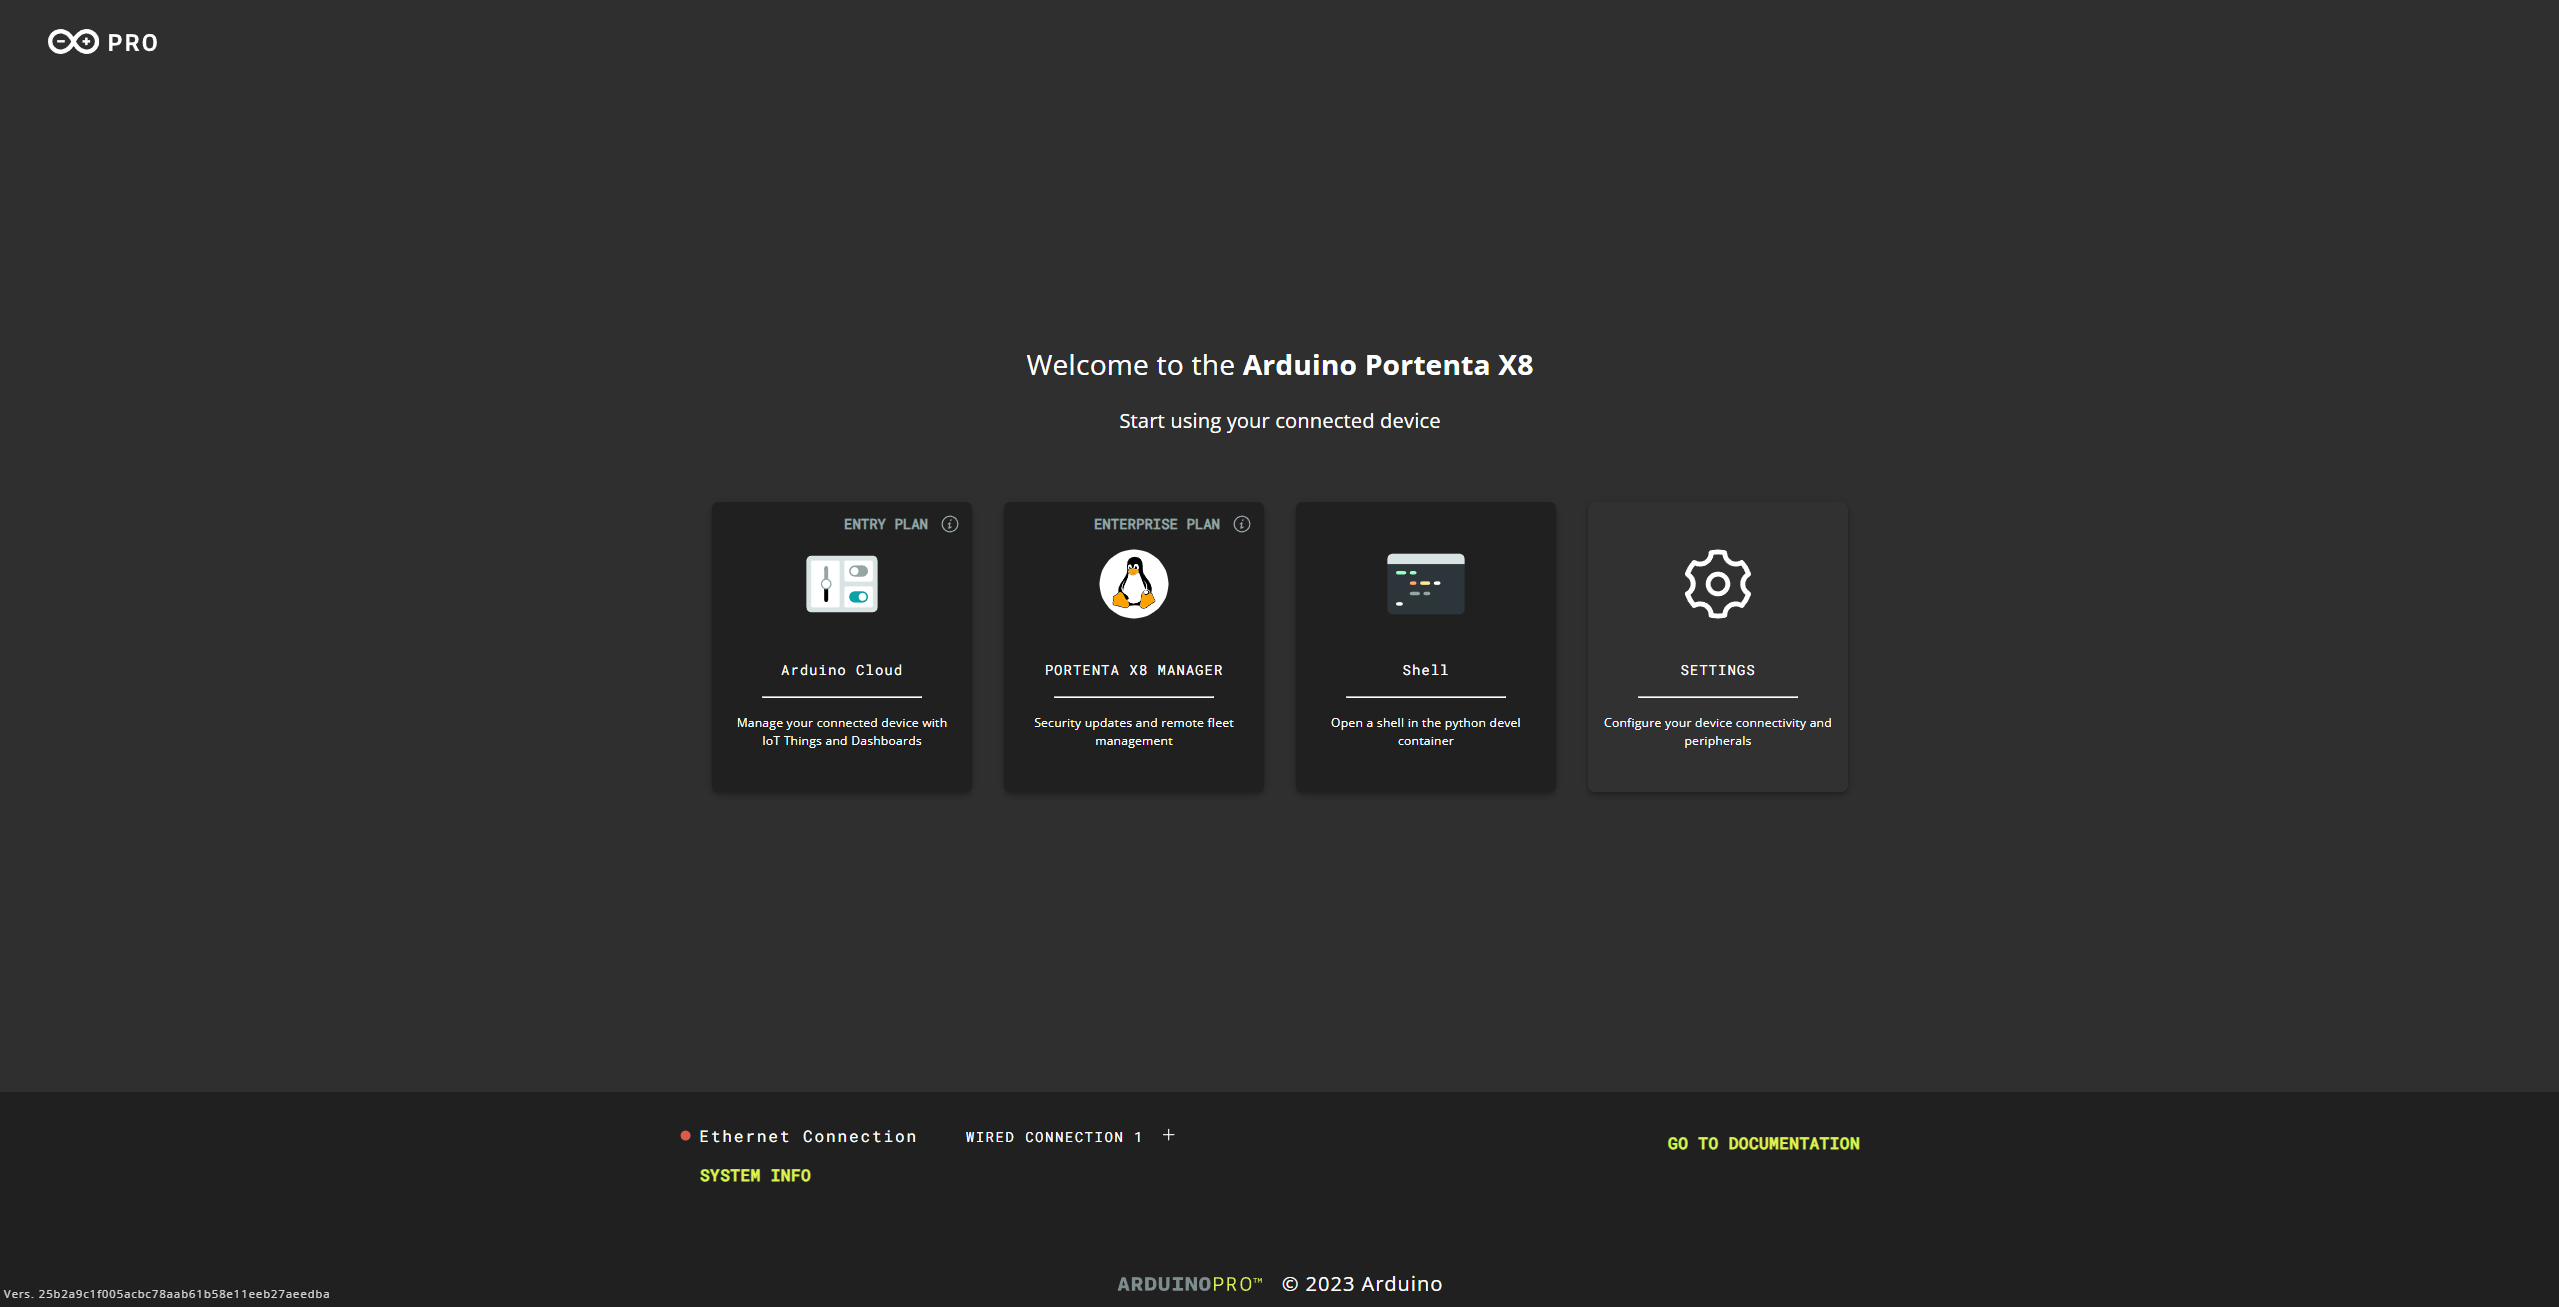 PRO
Welcome to the Arduino Portenta X8
Start using your connected device
ENTRY PLAN
Arduino Cloud
Manage your connected device with
IoT Things and Dashboards
ENTERPRISE PLAN
PORTENTA X8 MANAGER
Security updates and remote fleet
management
Shell
Open a shell in the python devel
container
SETTINGS
Configure your device connectivity and
peripherals
Ethernet Connection
WIRED CONNECTION 1 +
SYSTEM INFO
GO TO DOCUMENTATION
ARDUINOPRO™ © 2023 Arduino
Vers. 25b2a9c1f005acbc78aab61b58e11eeb27aeedba